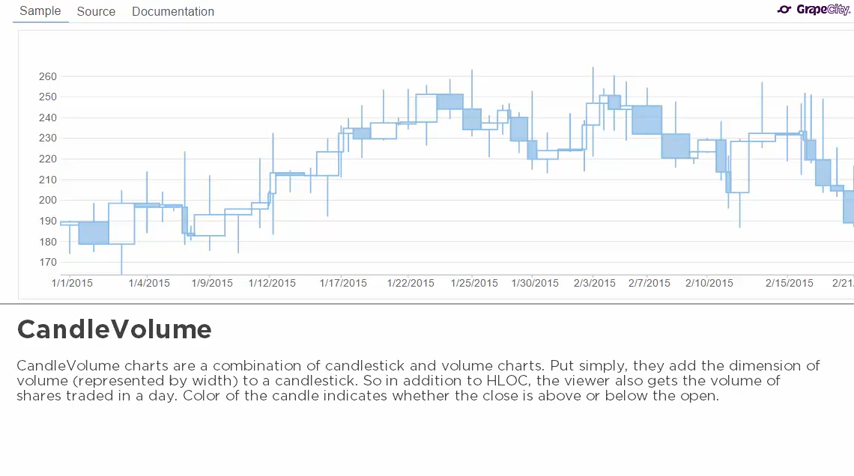 Sample Source Documentation
GrapeCity
260
250
240
230
220
210
200
190
180
170
1/1/2015 1/4/2015 1/9/2015 1/12/2015 1/17/2015 1/22/2015 1/25/2015 1/30/2015 2/3/2015 2/7/2015 2/10/2015 2/15/2015 2/21/
CandleVolume
CandleVolume charts are a combination of candlestick and volume charts. Put simply, they add the dimension of
volume (represented by width) to a candlestick. So in addition to HLOC, the viewer also gets the volume of
shares traded in a day. Color of the candle indicates whether the close is above or below the open.